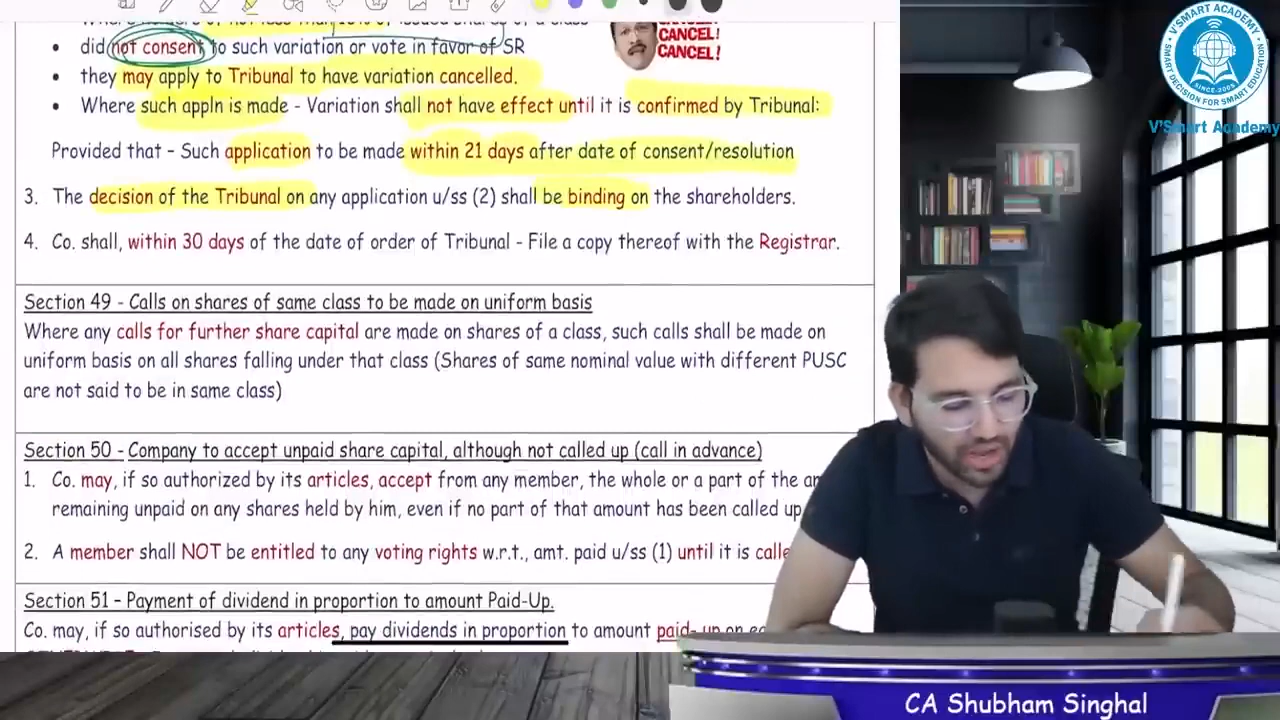 did not consent to such variation or vote in favor of SR
CANCEL!
CANCEL!
• they may apply to Tribunal to have variation cancelled.
• Where such appln is made - Variation shall not have effect until it is confirmed by Tribunal:
Provided that – Such application to be made within 21 days after date of consent/resolution
3. The decision of the Tribunal on any application u/ss (2) shall be binding on the shareholders.
4. Co. shall, within 30 days of the date of order of Tribunal - File a copy thereof with the Registrar.
Section 49 - Calls on shares of same class to be made on uniform basis
Where any calls for further share capital are made on shares of a class, such calls shall be made on
uniform basis on all shares falling under that class (Shares of same nominal value with different PUSC
are not said to be in same class)
Section 50 - Company to accept unpaid share capital, although not called up (call in advance)
1. Co. may, if so authorized by its articles, accept from any member, the whole or a part of the
remaining unpaid on any shares held by him, even if no part of that amount has been called up
2. A member shall NOT be entitled to any voting rights w.r.t., amt. paid u/ss (1) until it is
Section 51 – Payment of dividend in proportion to amount Paid-Up.
Co. may, if so authorised by its articles, pay dividends in proportion to amount paid- up on
V'SMART ACADEMY
SMART DECISION FOR SMART EDUCATION
SINCE-2005
V'Smart Academy
CA Shubham Singhal